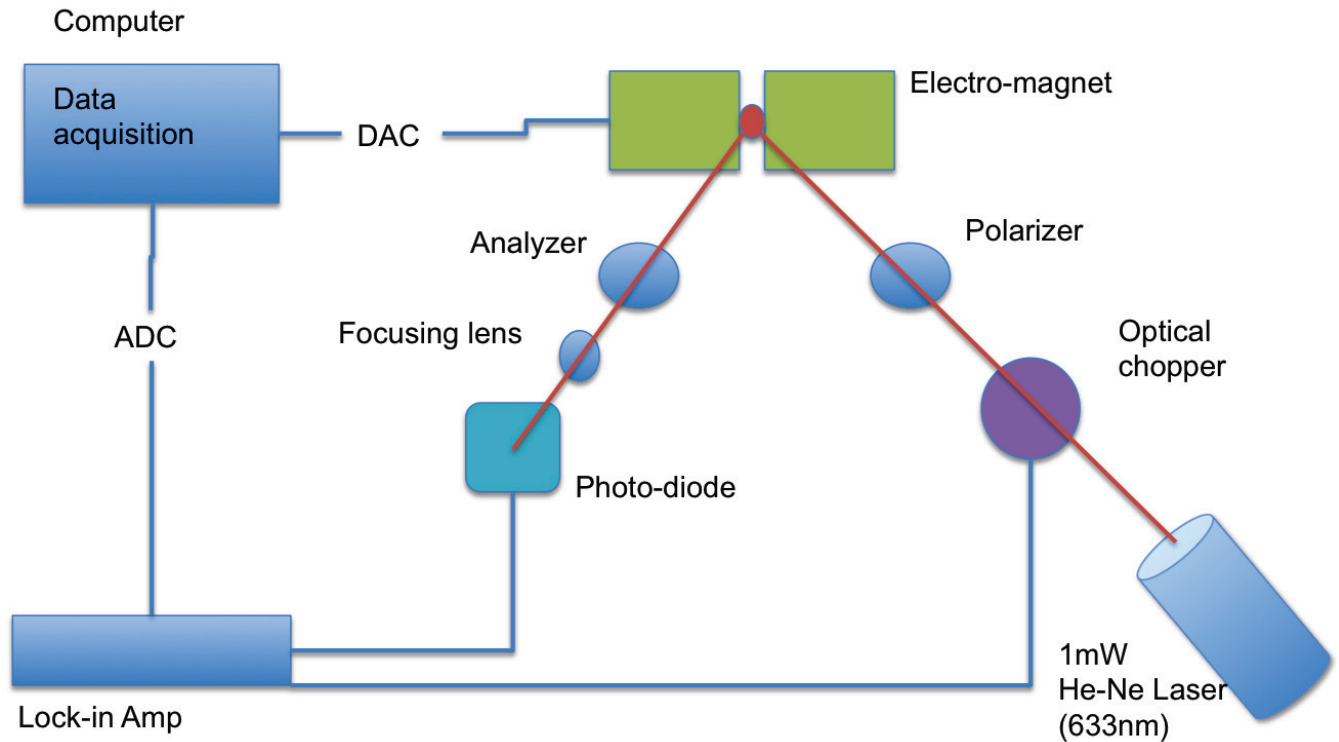 Computer
Data
acquisition
DAC
Electro-magnet
Analyzer
Polarizer
Focusing lens
ADC
Optical
chopper
Photo-diode
1mW
He-Ne Laser
(633nm)
Lock-in Amp